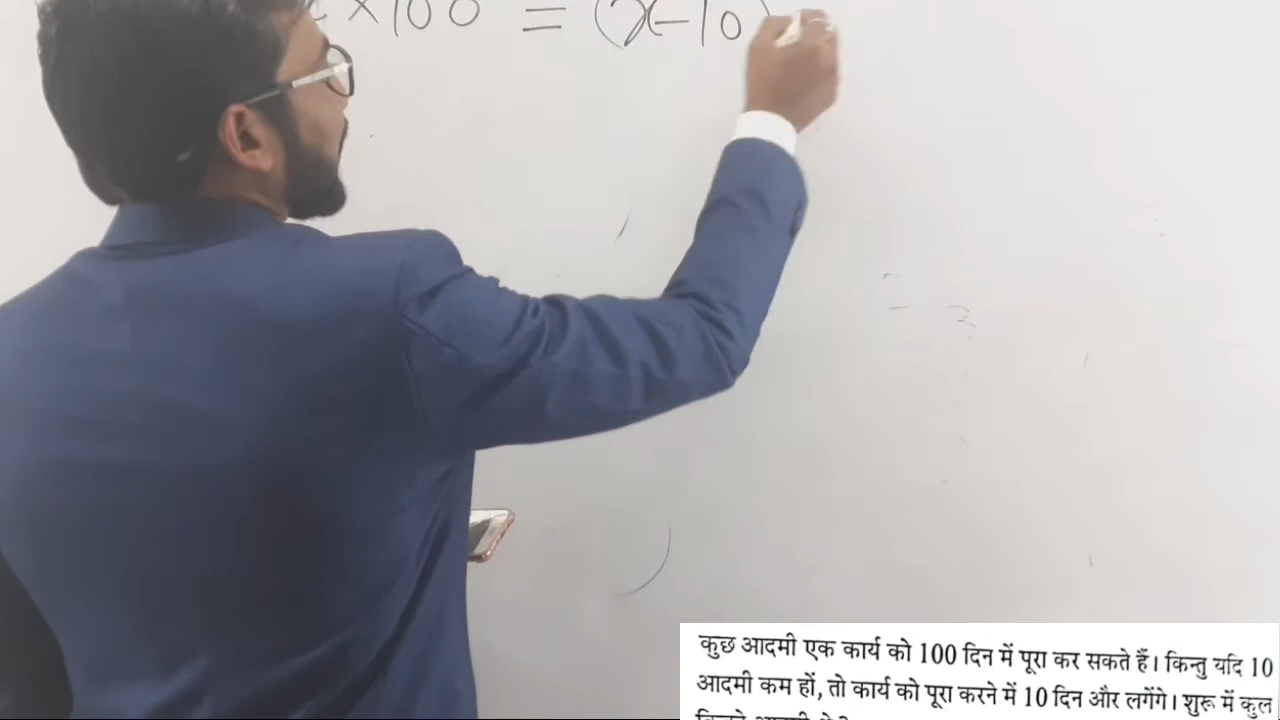 ×100 = (x-10)
कुछ आदमी एक कार्य को 100 दिन में पूरा कर सकते हैं। किन्तु यदि 10
आदमी कम हों, तो कार्य को पूरा करने में 10 दिन और लगेंगे। शुरू में कुल